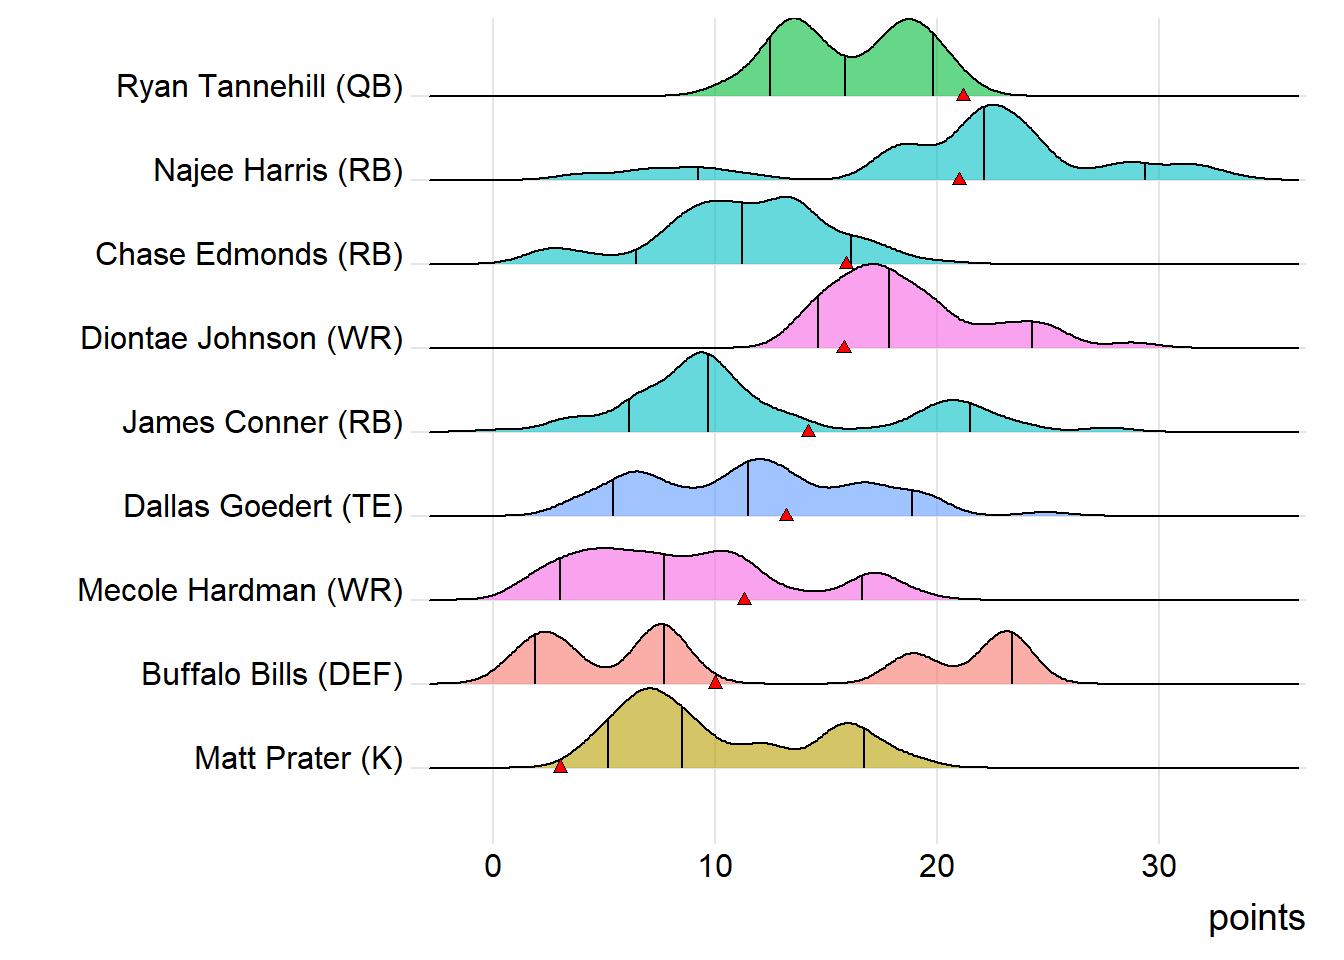 Ryan Tannehill (QB)
Najee Harris (RB)
Chase Edmonds (RB)
Diontae Johnson (WR)
James Conner (RB)
Dallas Goedert (TE)
Mecole Hardman (WR)
Buffalo Bills (DEF)
Matt Prater (K)
0 10 20 30
points